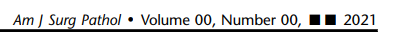 Am J Surg Pathol • Volume 00, Number 00, ■ ■ 2021